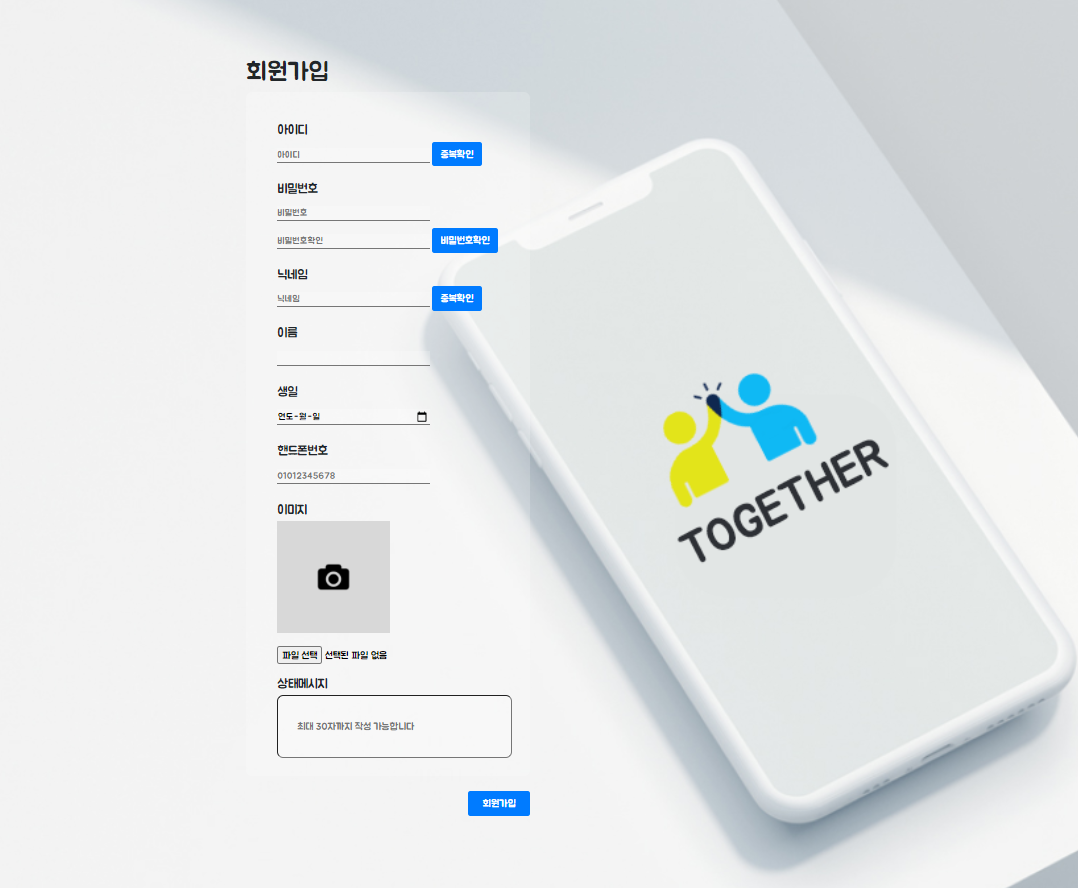 회원가입
아이디
아이디 중복확인
비밀번호
비밀번호
비밀번호확인 비밀번호확인
닉네임
닉네임 중복확인
이름
생일
연도-월-일
핸드폰번호
01012345678
이미지
파일 선택 선택된 파일 없음
상태메시지
최대 30자까지 작성 가능합니다
회원가입
TOGETHER